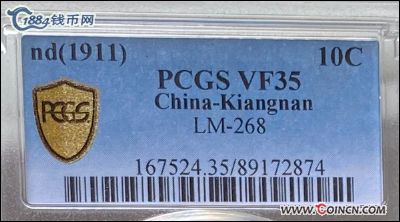 1884钱币网
nd(1911) 10C
PCGS VF35
China-Kiangnan
PCGS
LM-268
167524.35/89172874
www.COINCN.com